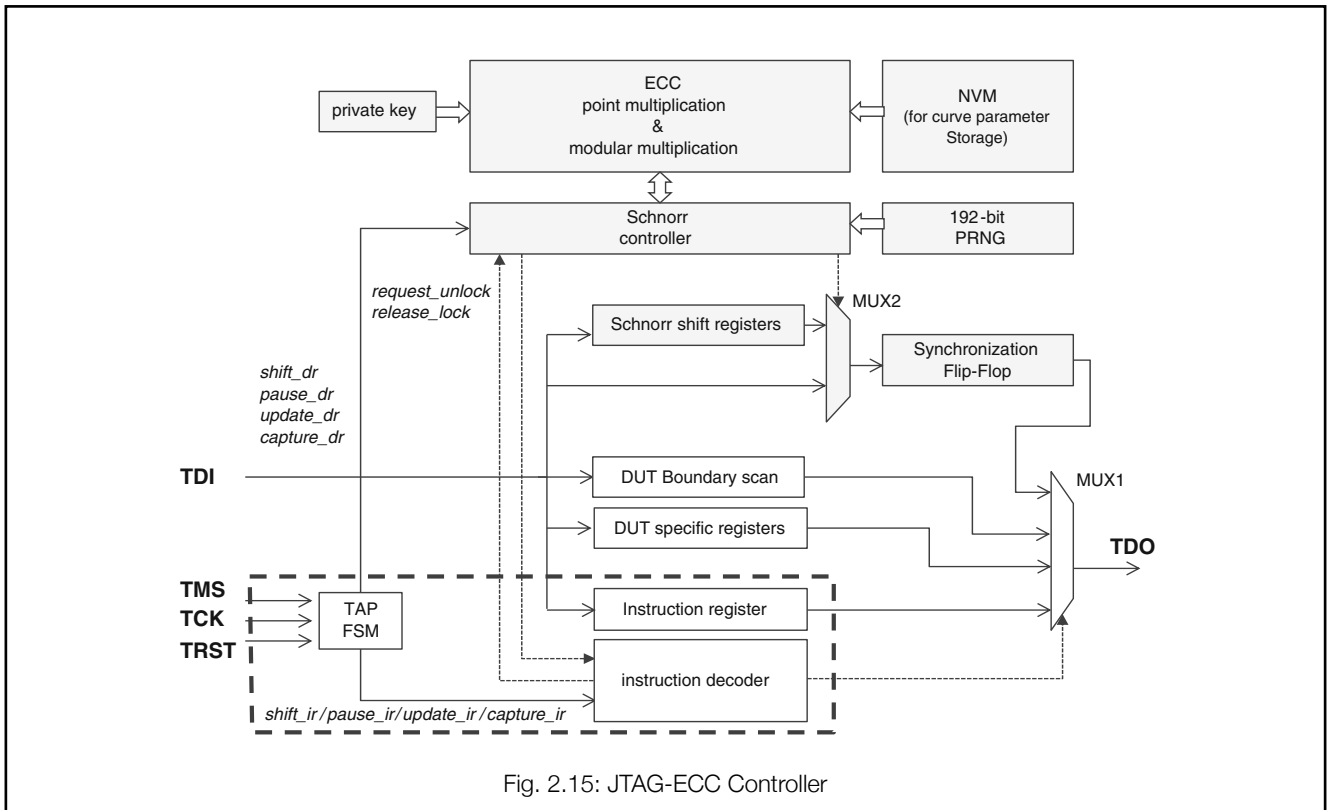 ECC
point multiplication
&
modular multiplication
private key
NVM
(for curve parameter
Storage)
Schnorr
controller
192-bit
PRNG
request_unlock
release_lock
MUX2
Schnorr shift registers
Synchronization
Flip-Flop
shift_dr
pause_dr
update_dr
capture_dr
TDI
DUT Boundary scan
MUX1
DUT specific registers
TDO
TMS
TCK
TRST
TAP
FSM
Instruction register
instruction decoder
shift_ir/pause_ir/update_ir/capture_ir
Fig. 2.15: JTAG-ECC Controller